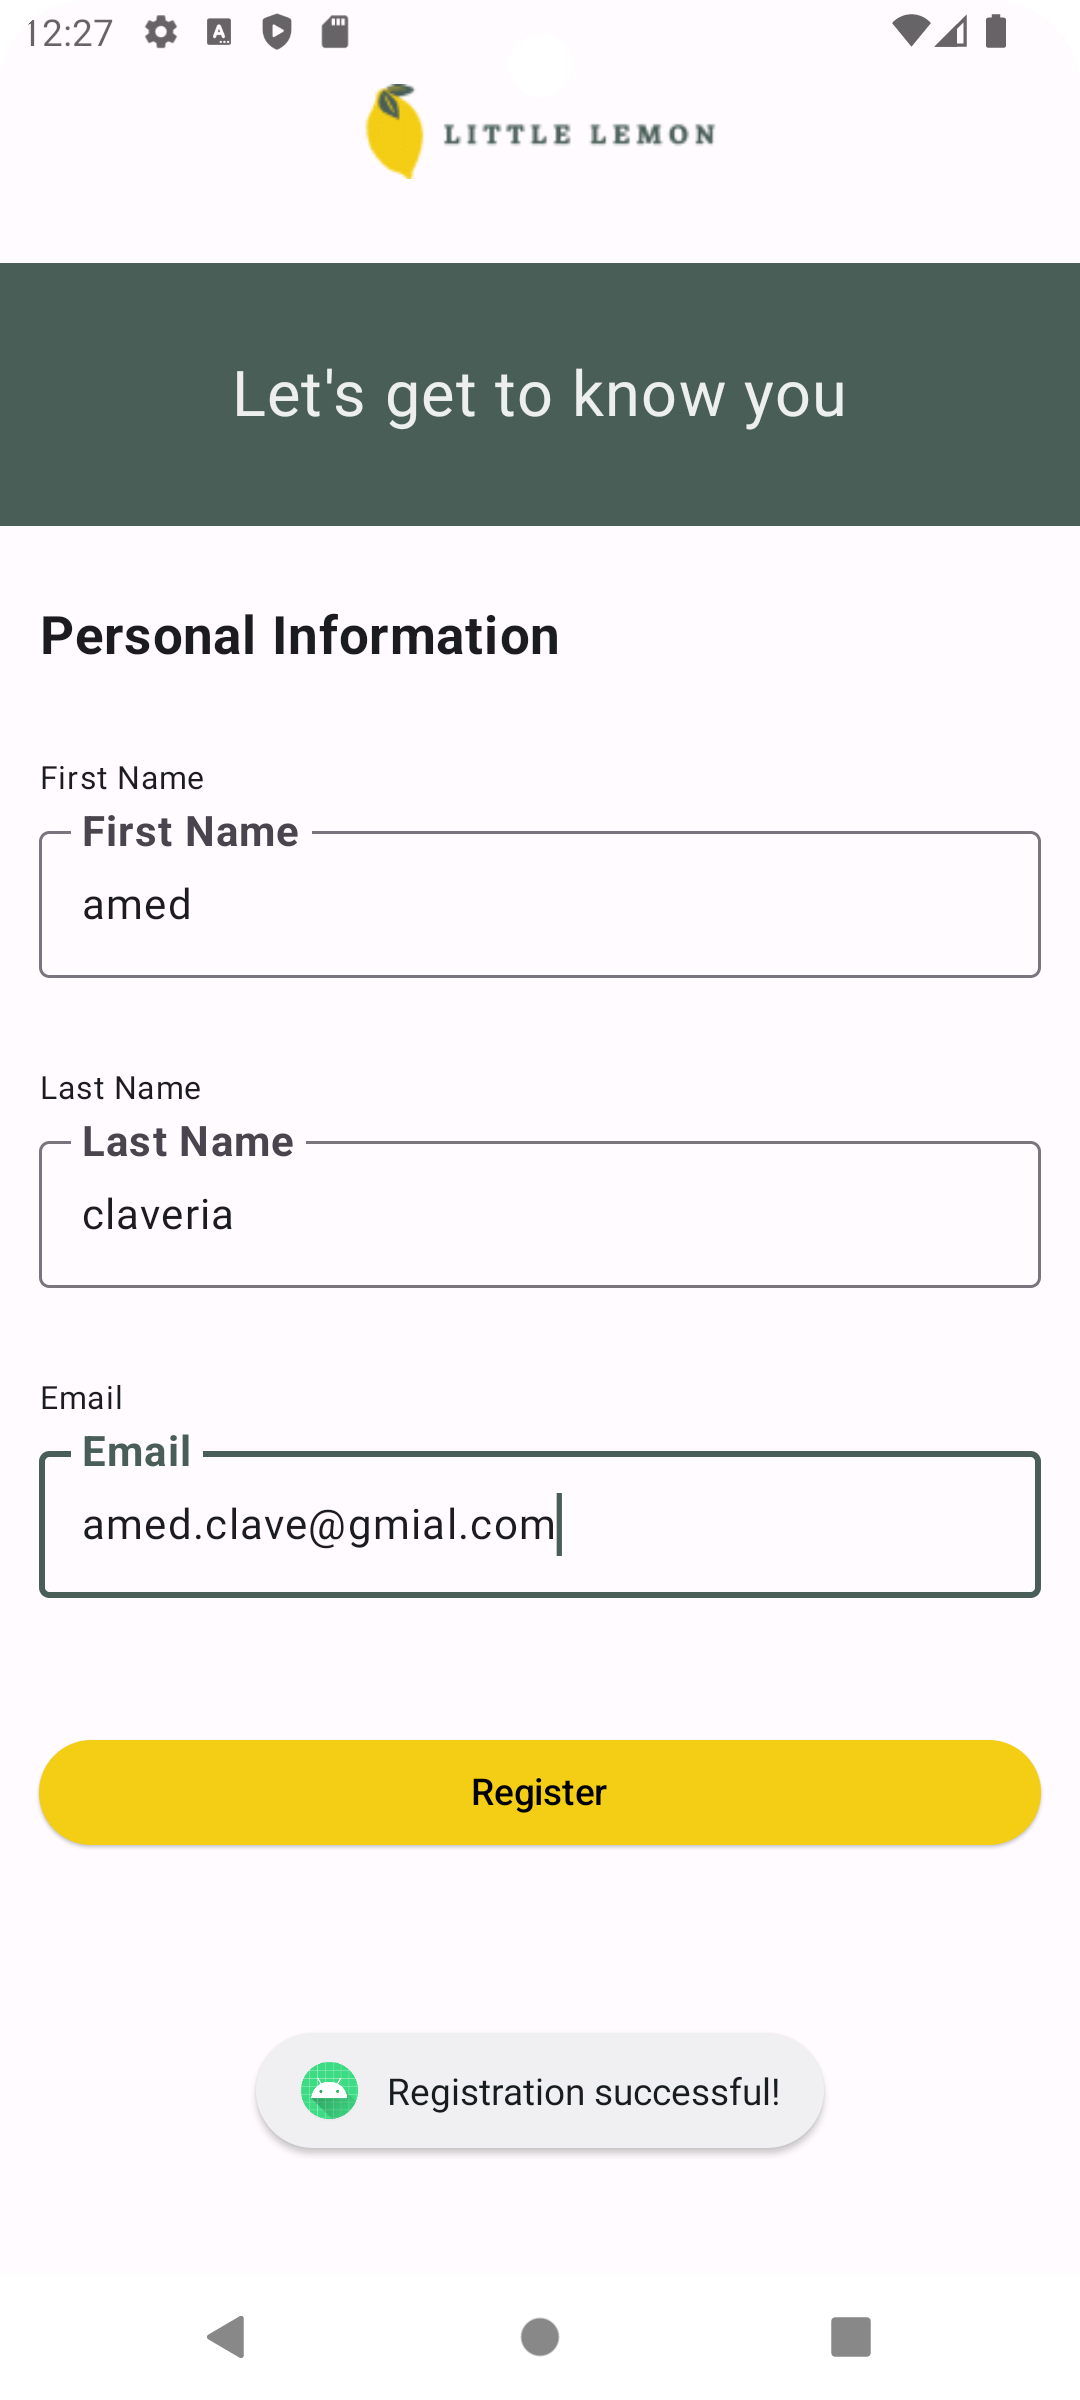 12:27
LITTLE LEMON
Let's get to know you
Personal Information
First Name
First Name
amed
Last Name
Last Name
claveria
Email
Email
amed.clave@gmial.com
Register
Registration successful!